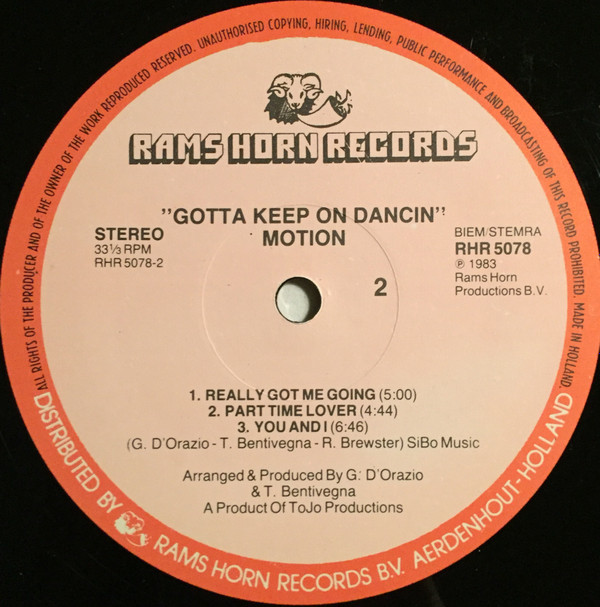 ALL RIGHTS OF THE PRODUCER AND OF THE OWNER OF THE WORK REPRODUCED RESERVED. UNAUTHORISED COPYING, HIRING, LENDING, PUBLIC PERFORMANCE AND BROADCASTING OF THIS RECORD PROHIBITED. MADE IN HOLLAND.
RAMS HORN RECORDS
"GOTTA KEEP ON DANCIN"
MOTION
STEREO
33⅓ RPM
RHR 5078-2
BIEM/STEMRA
RHR 5078
℗ 1983
Rams Horn
Productions B.V.
2
1. REALLY GOT ME GOING (5:00)
2. PART TIME LOVER (4:44)
3. YOU AND I (6:46)
(G. D'Orazio - T. Bentivegna - R. Brewster) SiBo Music
Arranged & Produced By G: D'Orazio
& T. Bentivegna
A Product Of ToJo Productions
DISTRIBUTED BY RAMS HORN RECORDS B.V. AERDENHOUT-HOLLAND